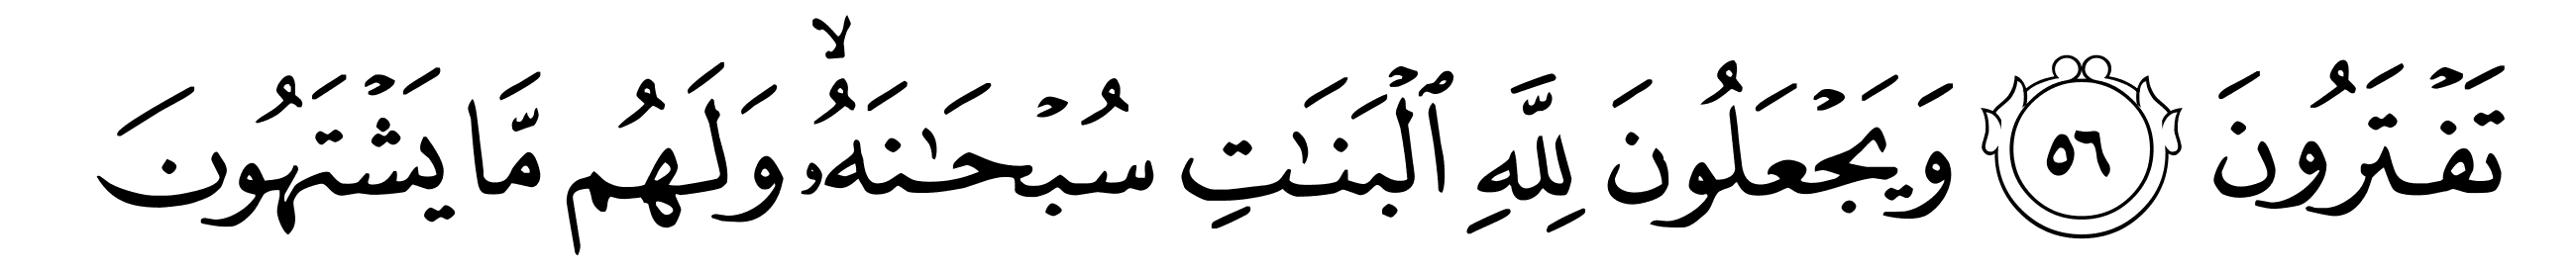 تَفْتَرُونَ ٥٦ وَيَجْعَلُونَ لِلَّهِ ٱلْبَنَٰتِ سُبْحَٰنَهُۥۙ وَلَهُم مَّا يَشْتَهُونَ